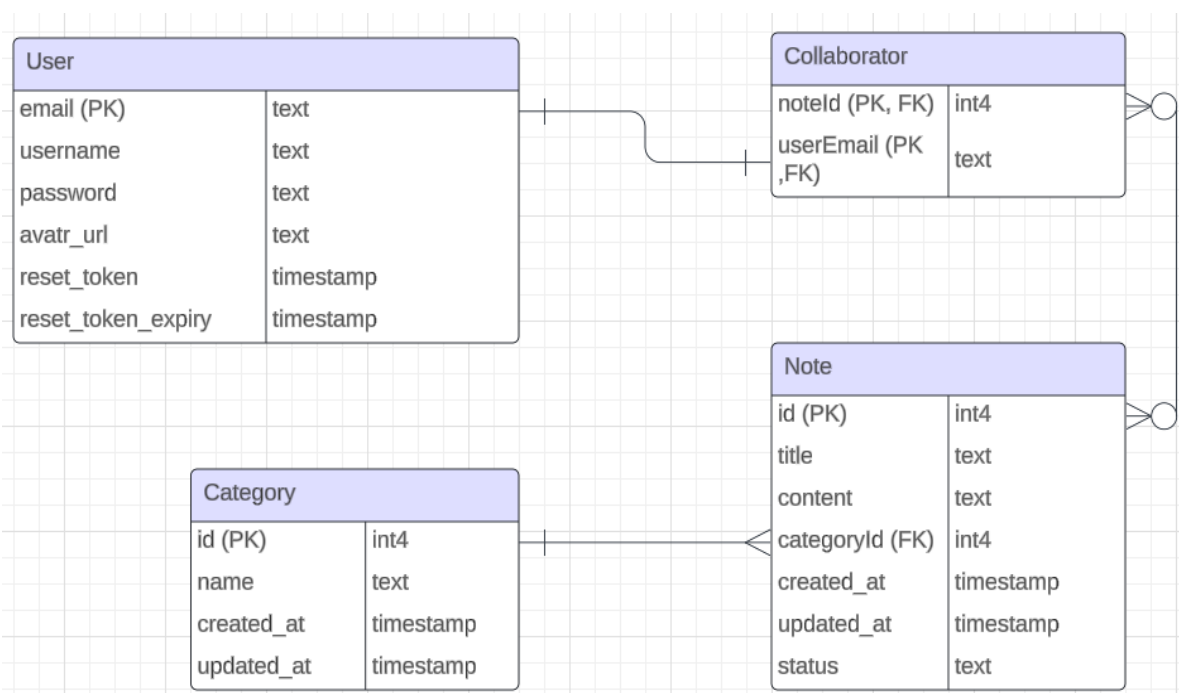 User
email (PK) text
username text
password text
avatr_url text
reset_token timestamp
reset_token_expiry timestamp
Collaborator
noteId (PK, FK) int4
userEmail (PK
,FK) text
Note
id (PK) int4
title text
content text
categoryId (FK) int4
created_at timestamp
updated_at timestamp
status text
Category
id (PK) int4
name text
created_at timestamp
updated_at timestamp